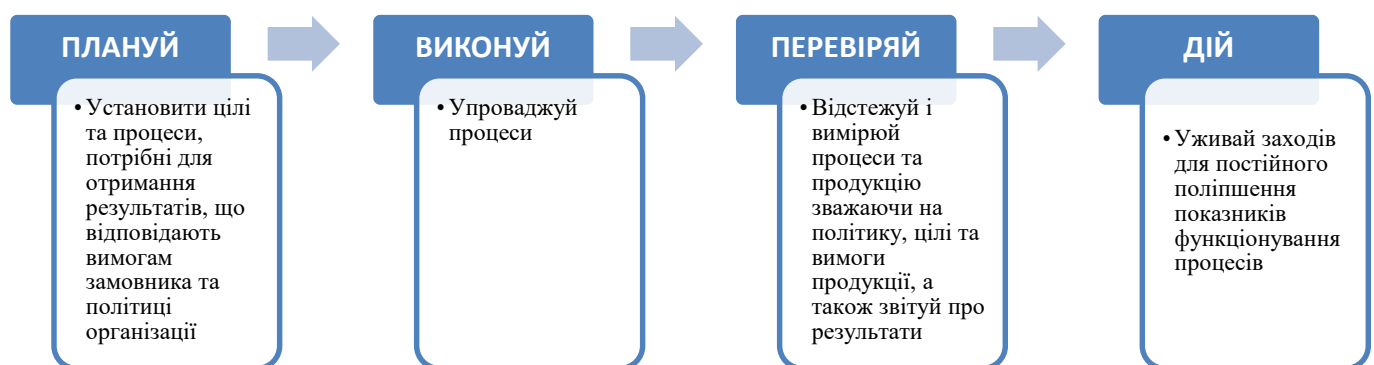 ПЛАНУЙ
• Установити цілі
та процеси,
потрібні для
отримання
результатів, що
відповідають
вимогам
замовника та
політиці
організації
ВИКОНУЙ
• Упроваджуй
процеси
ПЕРЕВІРЯЙ
• Відстежуй і
вимірюй
процеси та
продукцію
зважаючи на
політику, цілі та
вимоги
продукції, а
також звітуй про
результати
ДІЙ
• Уживай заходів
для постійного
поліпшення
показників
функціонування
процесів